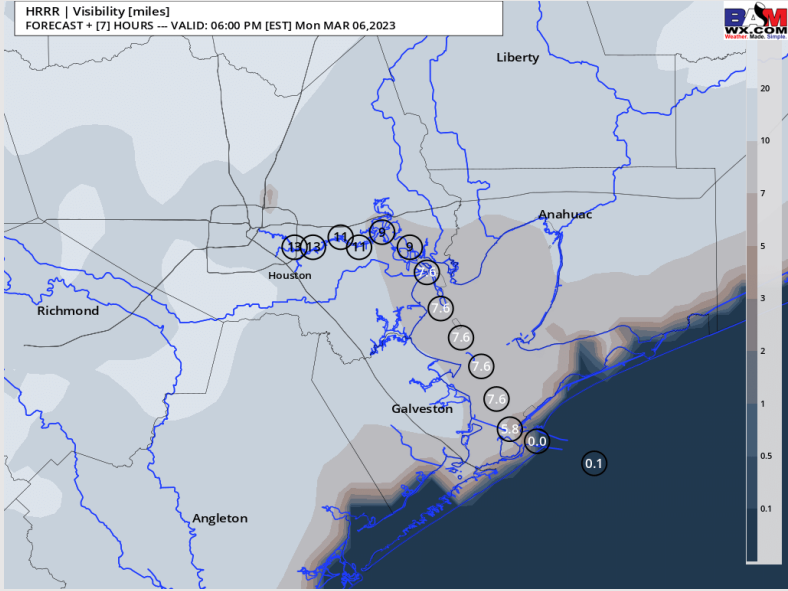 HRRR | Visibility [miles]
FORECAST + [7] HOURS --- VALID: 06:00 PM [EST] Mon MAR 06,2023
BAM
WX.COM
Weather. Made. Simple.
Liberty
20
10
7
Anahuac
11
9
13
13
11
9
5
Houston
7.6
3
Richmond
7.6
7.6
2
7.6
7.6
1
Galveston
5.8
0.0
0.5
0.1
0.1
Angleton